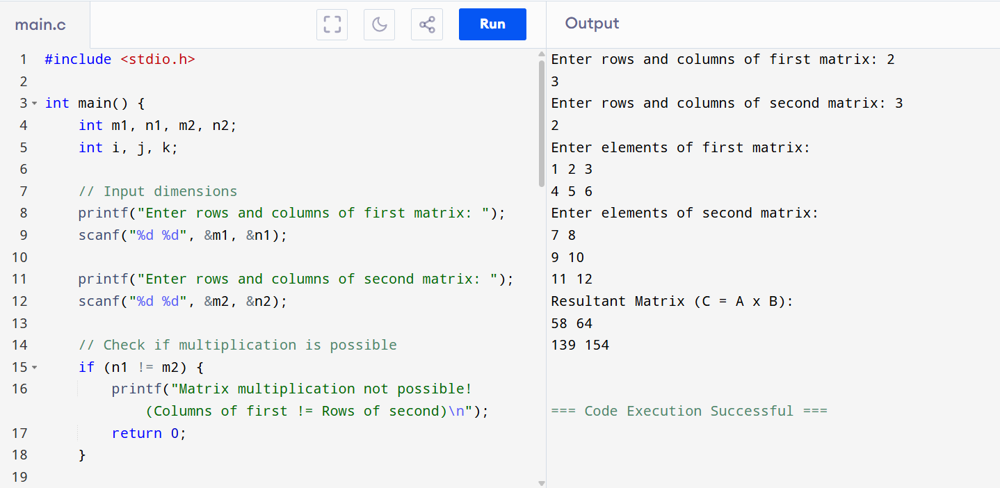 main.c
Run
Output
1 #include <stdio.h>
2
3 int main() {
4     int m1, n1, m2, n2;
5     int i, j, k;
6
7     // Input dimensions
8     printf("Enter rows and columns of first matrix: ");
9     scanf("%d %d", &m1, &n1);
10
11     printf("Enter rows and columns of second matrix: ");
12     scanf("%d %d", &m2, &n2);
13
14     // Check if multiplication is possible
15     if (n1 != m2) {
16         printf("Matrix multiplication not possible!
            (Columns of first != Rows of second)\n");
17         return 0;
18     }
19
Enter rows and columns of first matrix: 2
3
Enter rows and columns of second matrix: 3
2
Enter elements of first matrix:
1 2 3
4 5 6
Enter elements of second matrix:
7 8
9 10
11 12
Resultant Matrix (C = A x B):
58 64
139 154
=== Code Execution Successful ===